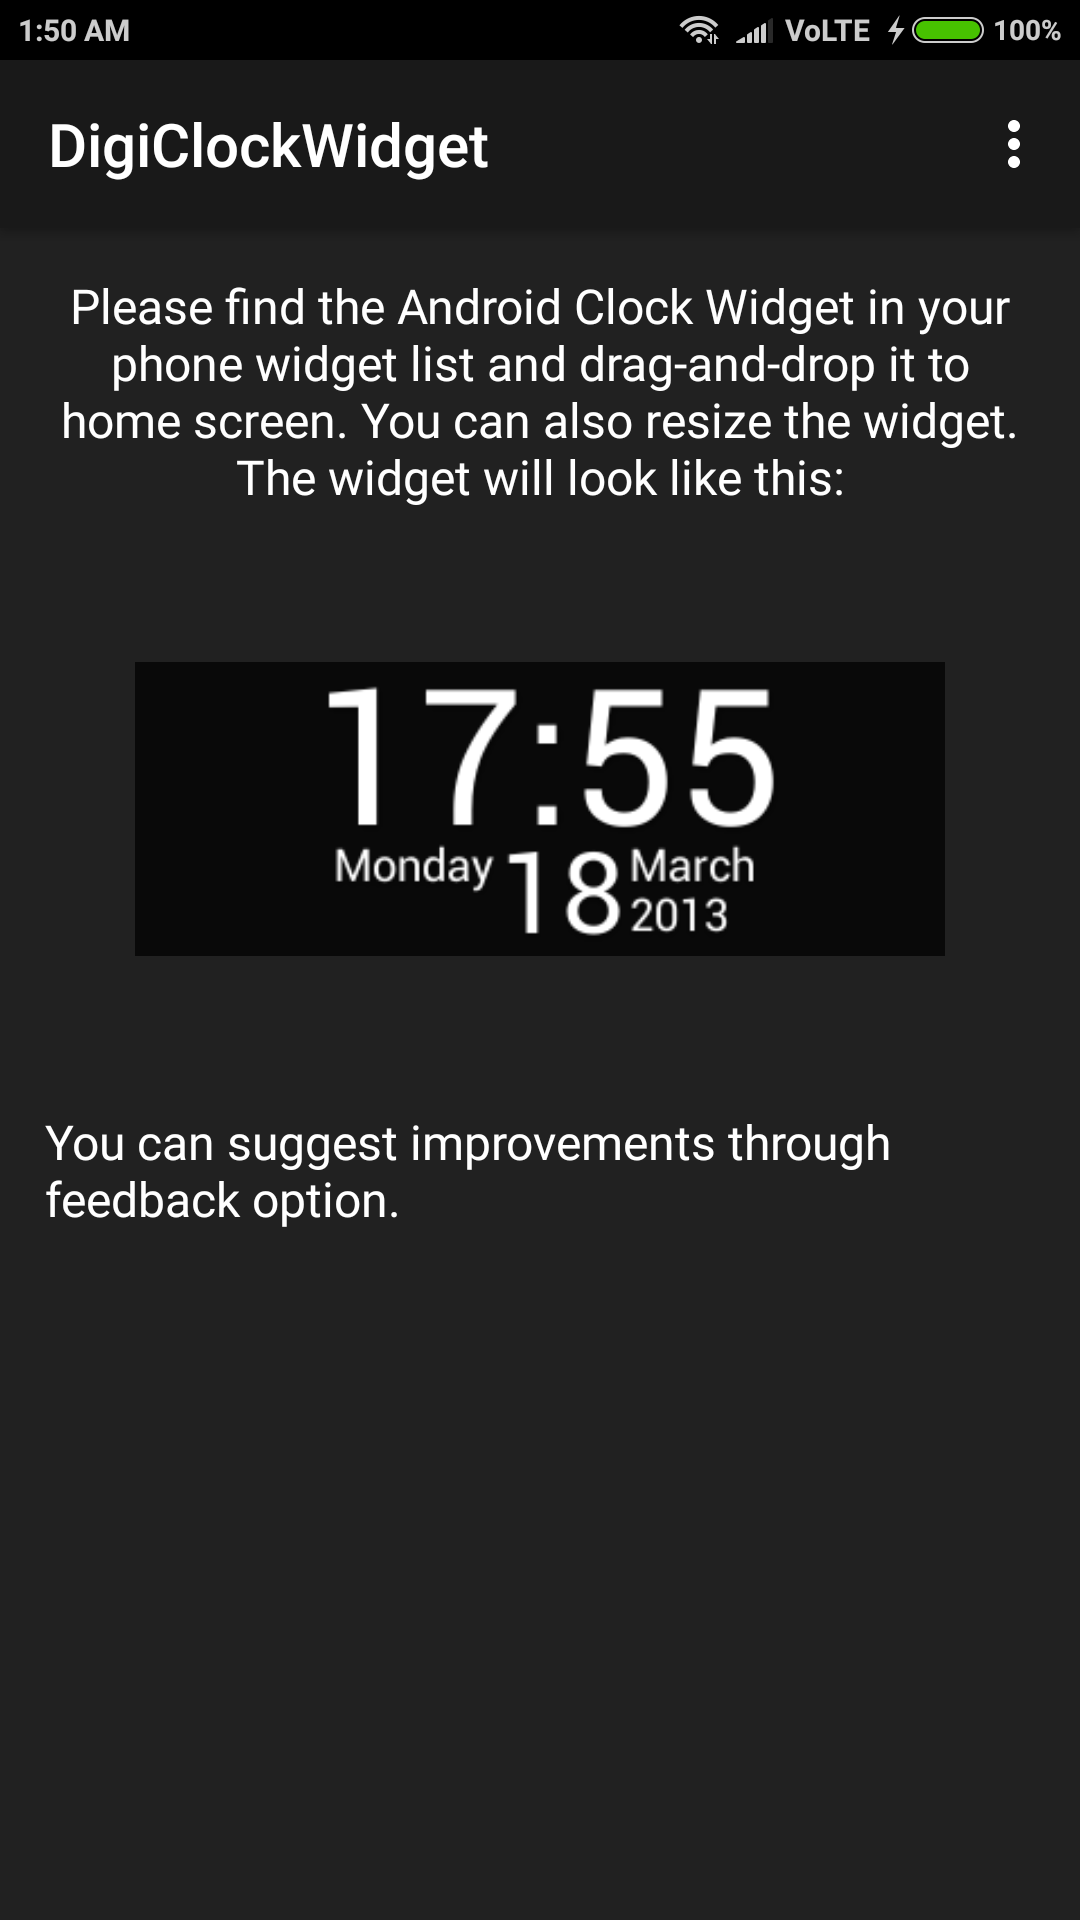 1:50 AM VoLTE 100%
DigiClockWidget
Please find the Android Clock Widget in your
phone widget list and drag-and-drop it to
home screen. You can also resize the widget.
The widget will look like this:
17:55
Monday 18 March
2013
You can suggest improvements through
feedback option.